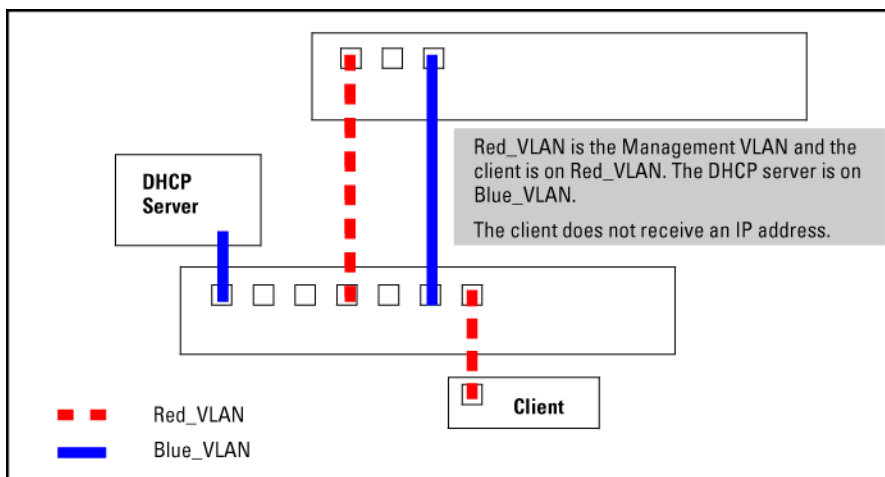 Red_VLAN is the Management VLAN and the
client is on Red_VLAN. The DHCP server is on
Blue_VLAN.
The client does not receive an IP address.
DHCP
Server
Client
Red_VLAN
Blue_VLAN